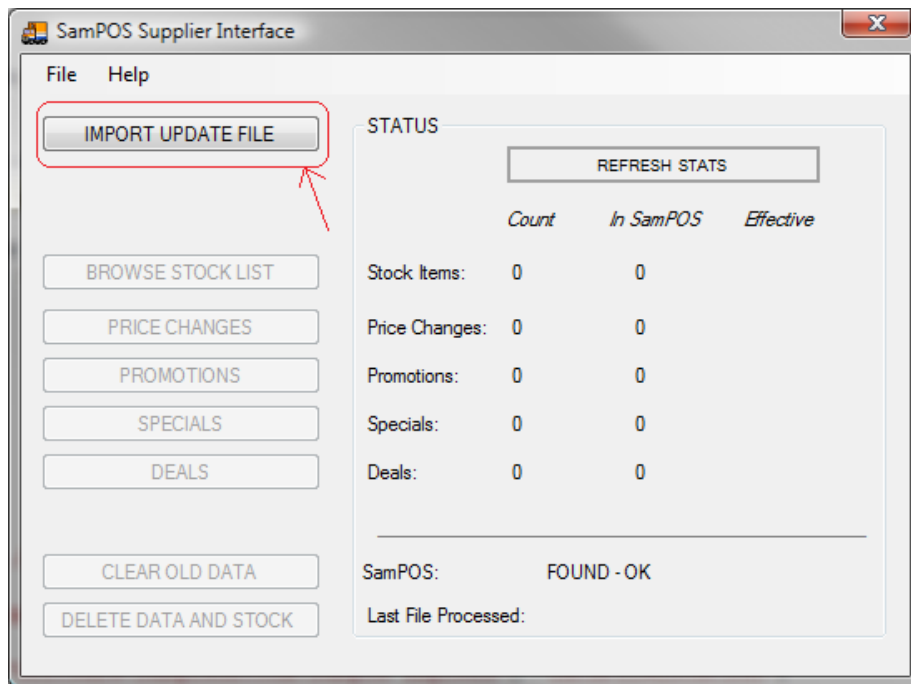 SamPOS Supplier Interface
File Help
IMPORT UPDATE FILE
STATUS
REFRESH STATS
Count In SamPOS Effective
BROWSE STOCK LIST
Stock Items: 0 0
PRICE CHANGES
Price Changes: 0 0
PROMOTIONS
Promotions: 0 0
SPECIALS
Specials: 0 0
DEALS
Deals: 0 0
CLEAR OLD DATA
SamPOS: FOUND - OK
DELETE DATA AND STOCK
Last File Processed: